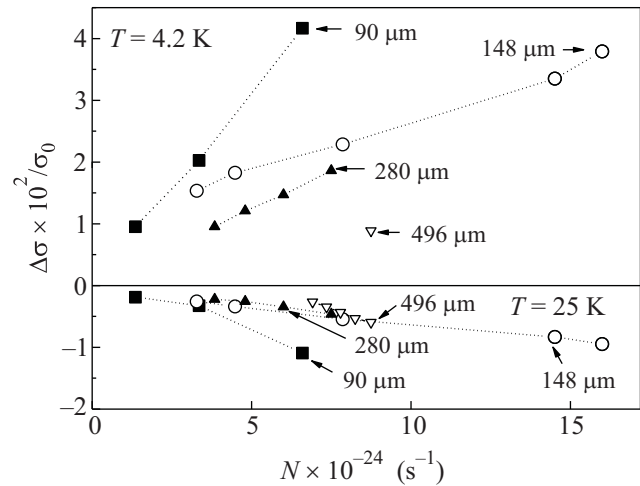 4
T = 4.2 K
90 μm
148 μm
3
Δσ × 10²/σ₀
2
280 μm
1
496 μm
0
496 μm
T = 25 K
280 μm
−1
90 μm
148 μm
−2
0 5 10 15
N × 10⁻²⁴ (s⁻¹)